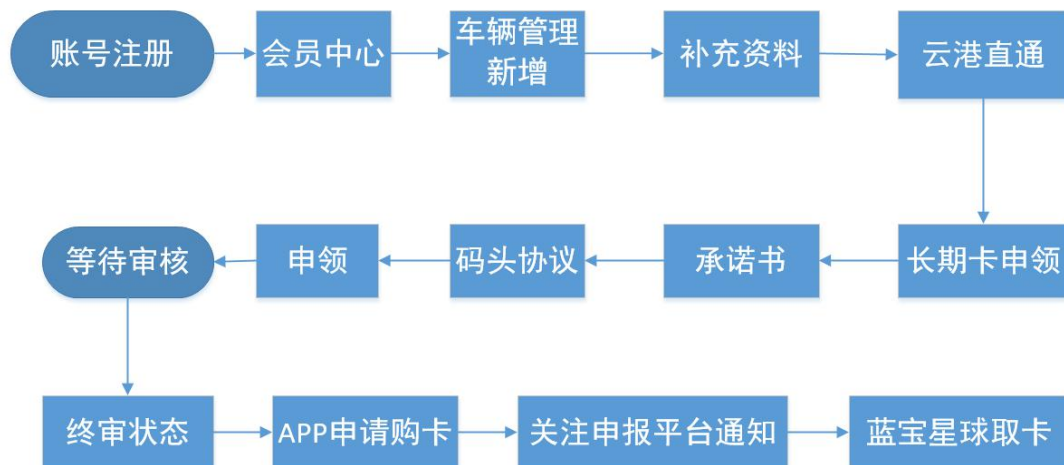 账号注册
会员中心
车辆管理
新增
补充资料
云港直通
长期卡申领
承诺书
码头协议
申领
等待审核
终审状态
APP申请购卡
关注申报平台通知
蓝宝星球取卡